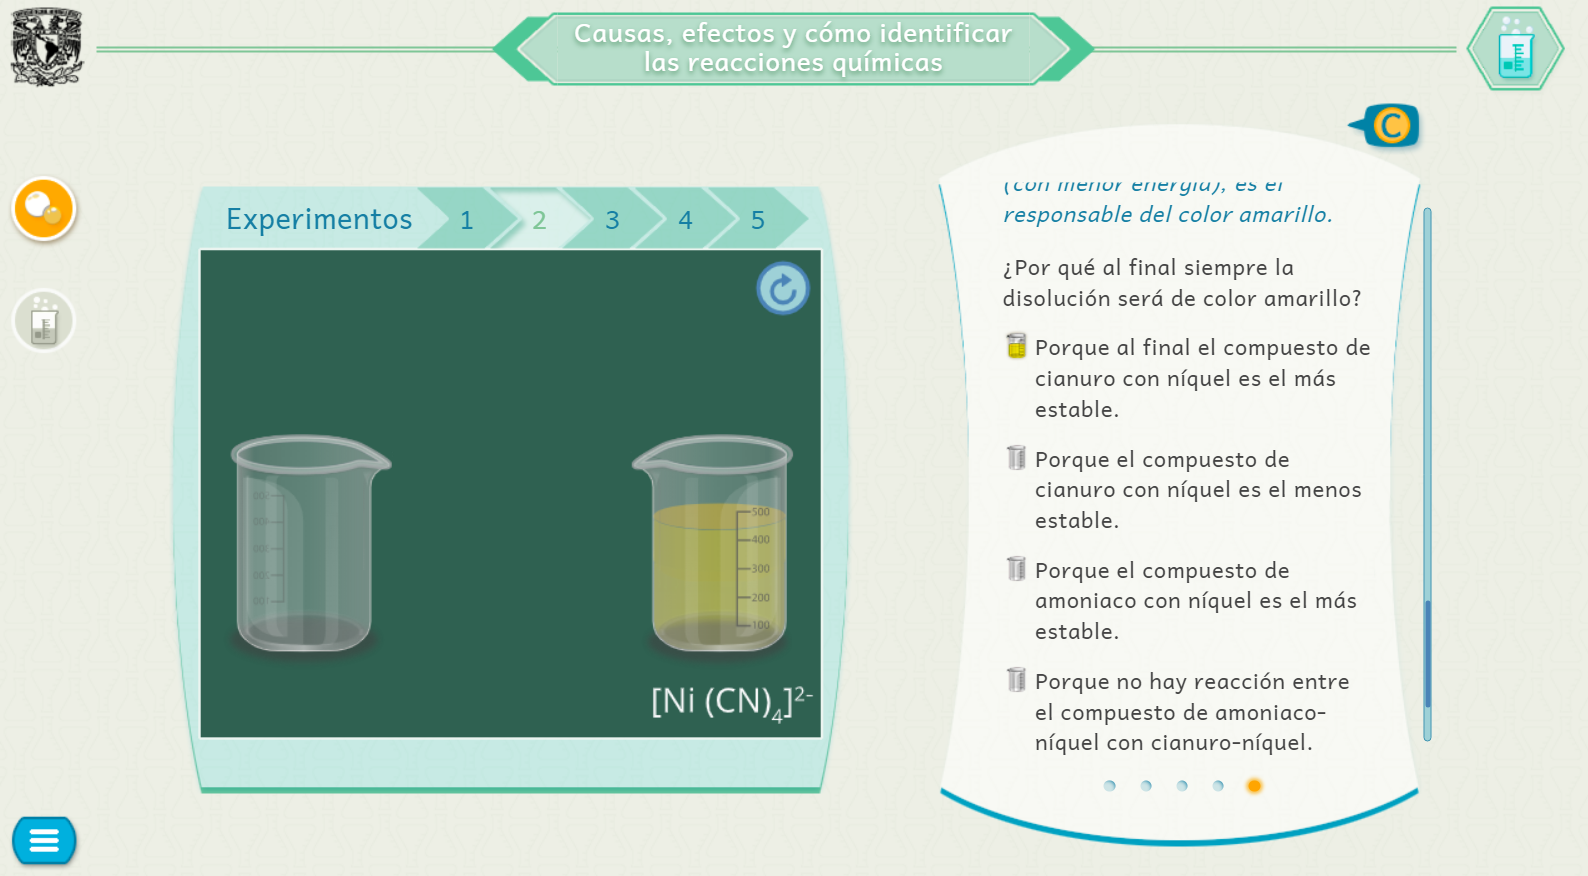 Causas, efectos y cómo identificar
las reacciones químicas
C
Experimentos 1 2 3 4 5
500
400
300
200
100
[Ni (CN)4]2-
(con menor energía), es el
responsable del color amarillo.
¿Por qué al final siempre la
disolución será de color amarillo?
Porque al final el compuesto de
cianuro con níquel es el más
estable.
Porque el compuesto de
cianuro con níquel es el menos
estable.
Porque el compuesto de
amoniaco con níquel es el más
estable.
Porque no hay reacción entre
el compuesto de amoniaco-
níquel con cianuro-níquel.